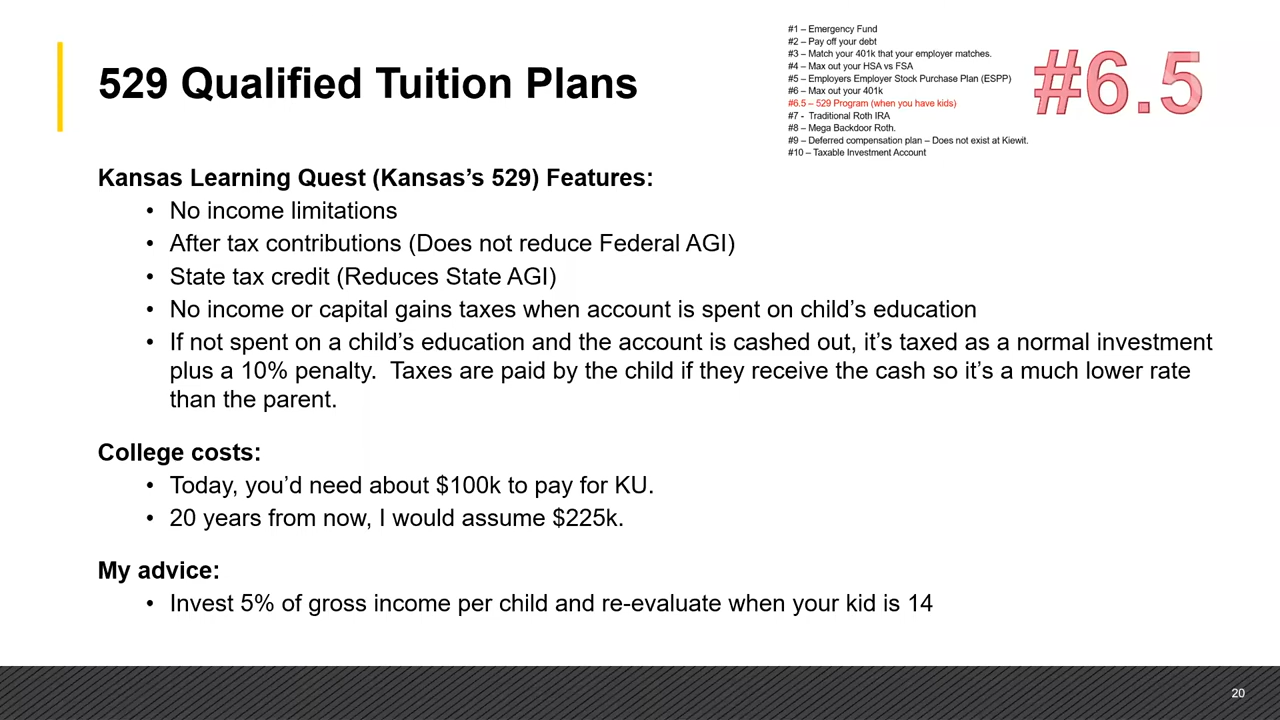 529 Qualified Tuition Plans
#1 – Emergency Fund
#2 – Pay off your debt
#3 – Match your 401k that your employer matches.
#4 – Max out your HSA vs FSA
#5 – Employers Employer Stock Purchase Plan (ESPP)
#6 – Max out your 401k
#6.5 – 529 Program (when you have kids)
#7 - Traditional Roth IRA
#8 – Mega Backdoor Roth.
#9 – Deferred compensation plan – Does not exist at Kiewit.
#10 – Taxable Investment Account
#6.5
Kansas Learning Quest (Kansas’s 529) Features:
• No income limitations
• After tax contributions (Does not reduce Federal AGI)
• State tax credit (Reduces State AGI)
• No income or capital gains taxes when account is spent on child’s education
• If not spent on a child’s education and the account is cashed out, it’s taxed as a normal investment
plus a 10% penalty. Taxes are paid by the child if they receive the cash so it’s a much lower rate
than the parent.
College costs:
• Today, you’d need about $100k to pay for KU.
• 20 years from now, I would assume $225k.
My advice:
• Invest 5% of gross income per child and re-evaluate when your kid is 14
20